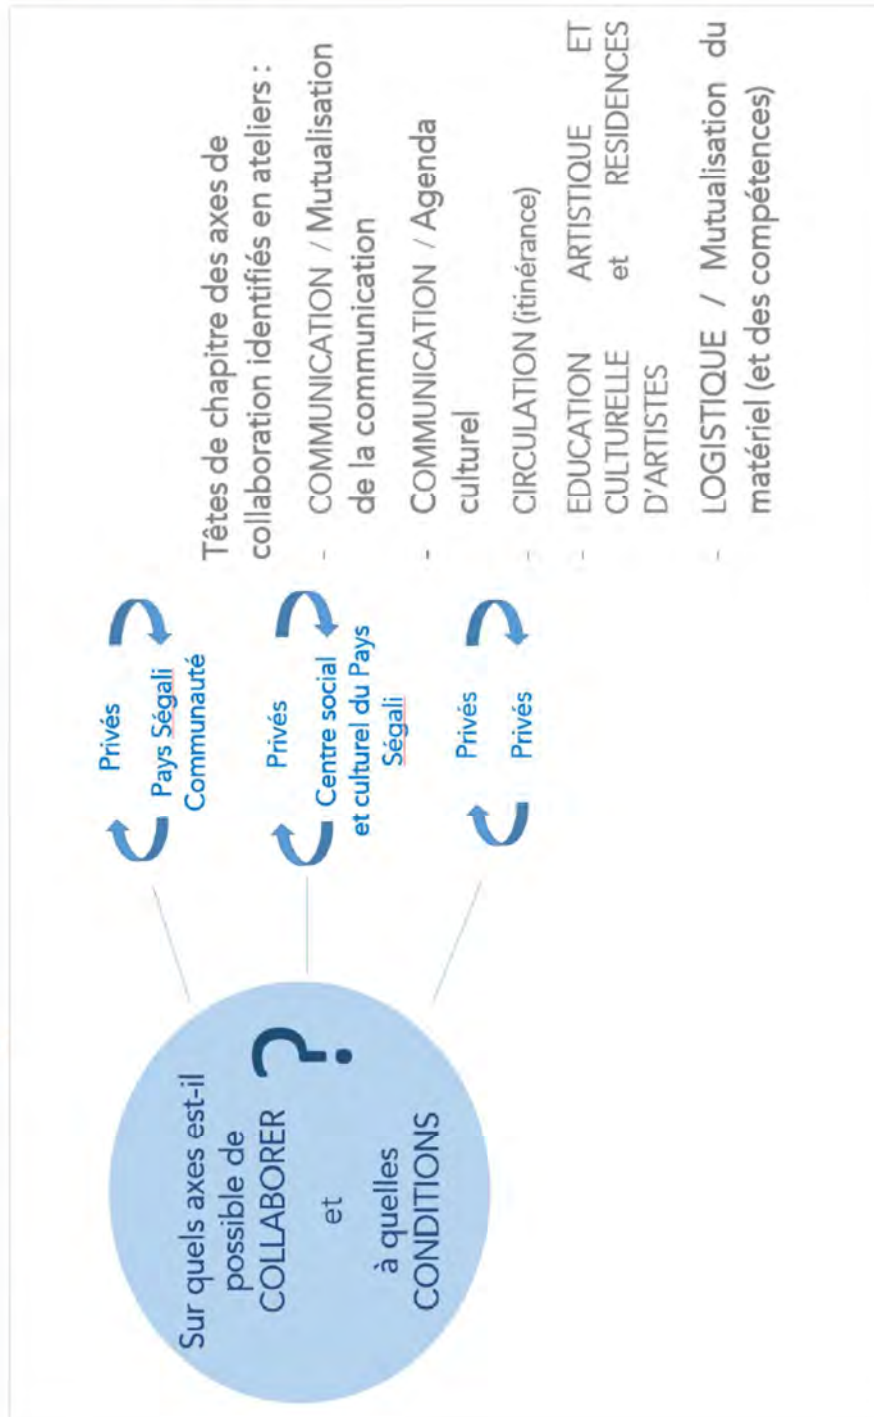 Sur quels axes est-il
possible de
COLLABORER
et
à quelles
CONDITIONS
?
Privés
Pays Ségali
Communauté
Privés
Centre social
et culturel du Pays
Ségali
Privés
Privés
Têtes de chapitre des axes de
collaboration identifiés en ateliers :
- COMMUNICATION / Mutualisation
de la communication
- COMMUNICATION / Agenda
culturel
- CIRCULATION (itinérance)
- EDUCATION ARTISTIQUE ET
CULTURELLE et RESIDENCES
D'ARTISTES
- LOGISTIQUE / Mutualisation du
matériel (et des compétences)